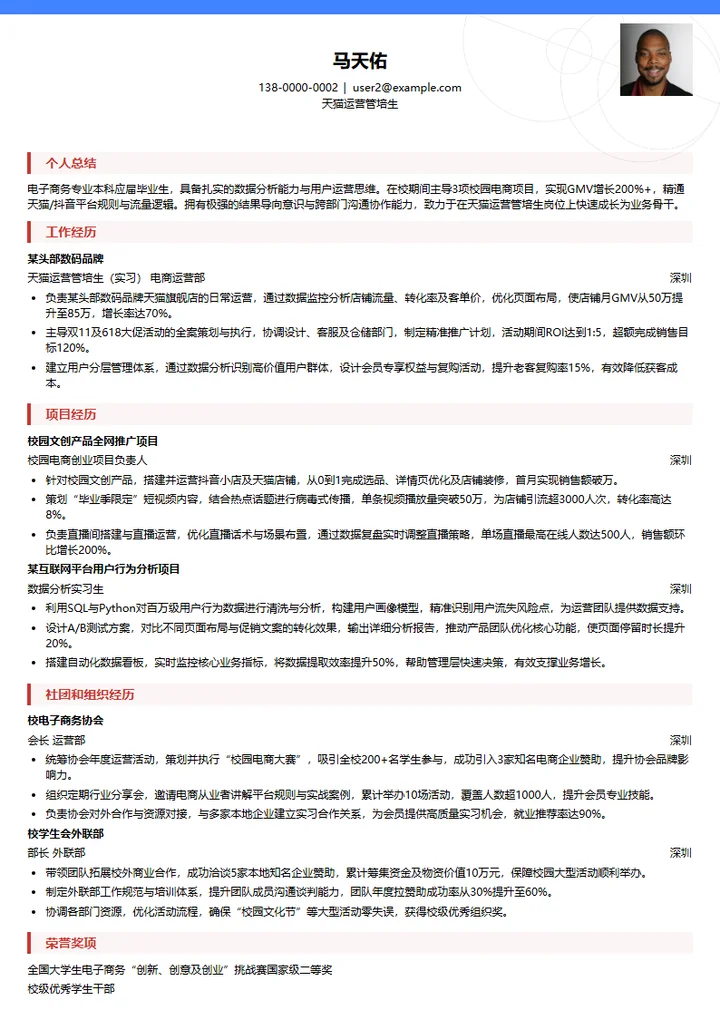 马天佑
138-0000-0002 | user2@example.com
天猫运营管培生
个人总结
电子商务专业本科应届毕业生，具备扎实的数据分析能力与用户运营思维。在校期间主导3项校园电商项目，实现GMV增长200%+，精通
天猫/抖音平台规则与流量逻辑。拥有极强的结果导向意识与跨部门沟通协作能力，致力于在天猫运营管培生岗位上快速成长为业务骨干。
工作经历
某头部数码品牌
天猫运营管培生（实习） 电商运营部 深圳
• 负责某头部数码品牌天猫旗舰店的日常运营，通过数据监控分析店铺流量、转化率及客单价，优化页面布局，使店铺月GMV从50万提
升至85万，增长率达70%。
• 主导双11及618大促活动的全案策划与执行，协调设计、客服及仓储部门，制定精准推广计划，活动期间ROI达到1:5，超额完成销售目
标120%。
• 建立用户分层管理体系，通过数据分析识别高价值用户群体，设计会员专享权益与复购活动，提升老客复购率15%，有效降低获客成
本。
项目经历
校园文创产品全网推广项目
校园电商创业项目负责人 深圳
• 针对校园文创产品，搭建并运营抖音小店及天猫店铺，从0到1完成选品、详情页优化及店铺装修，首月实现销售额破万。
• 策划“毕业季限定”短视频内容，结合热点话题进行病毒式传播，单条视频播放量突破50万，为店铺引流超3000人次，转化率高达
8%。
• 负责直播间搭建与直播运营，优化直播话术与场景布置，通过数据复盘实时调整直播策略，单场直播最高在线人数达500人，销售额环
比增长200%。
某互联网平台用户行为分析项目
数据分析实习生 深圳
• 利用SQL与Python对百万级用户行为数据进行清洗与分析，构建用户画像模型，精准识别用户流失风险点，为运营团队提供数据支持。
• 设计A/B测试方案，对比不同页面布局与促销文案的转化效果，输出详细分析报告，推动产品团队优化核心功能，使页面停留时长提升
20%。
• 搭建自动化数据看板，实时监控核心业务指标，将数据提取效率提升50%，帮助管理层快速决策，有效支撑业务增长。
社团和组织经历
校电子商务协会
会长 运营部 深圳
• 统筹协会年度运营活动，策划并执行“校园电商大赛”，吸引全校200+名学生参与，成功引入3家知名电商企业赞助，提升协会品牌影
响力。
• 组织定期行业分享会，邀请电商从业者讲解平台规则与实战案例，累计举办10场活动，覆盖人数超1000人，提升会员专业技能。
• 负责协会对外合作与资源对接，与多家本地企业建立实习合作关系，为会员提供高质量实习机会，就业推荐率达90%。
校学生会外联部
部长 外联部 深圳
• 带领团队拓展校外商业合作，成功洽谈5家本地知名企业赞助，累计筹集资金及物资价值10万元，保障校园大型活动顺利举办。
• 制定外联部工作规范与培训体系，提升团队成员沟通谈判能力，团队年度拉赞助成功率从30%提升至60%。
• 协调各部门资源，优化活动流程，确保“校园文化节”等大型活动零失误，获得校级优秀组织奖。
荣誉奖项
全国大学生电子商务“创新、创意及创业”挑战赛国家级二等奖
校级优秀学生干部